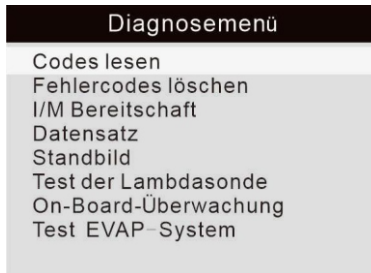 Diagnosemenü
Codes lesen
Fehlercodes löschen
I/M Bereitschaft
Datensatz
Standbild
Test der Lambdasonde
On-Board-Überwachung
Test EVAP-System